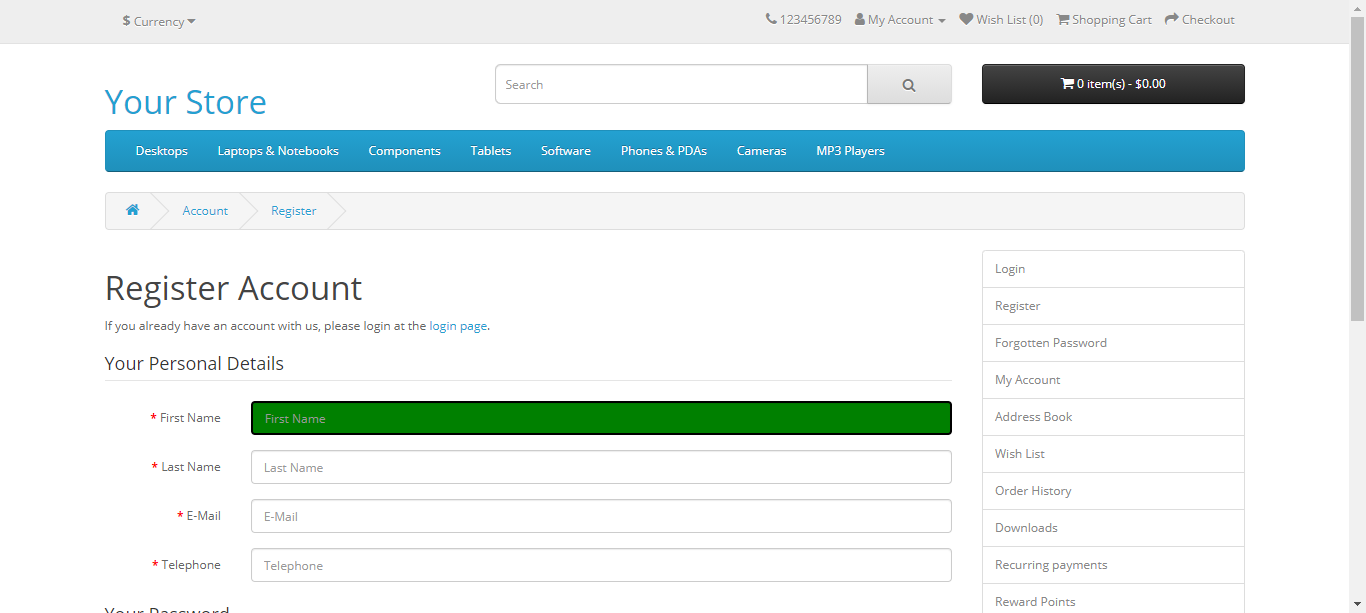 $ Currency
123456789 My Account Wish List (0) Shopping Cart Checkout
Your Store
Search
0 item(s) - $0.00
Desktops Laptops & Notebooks Components Tablets Software Phones & PDAs Cameras MP3 Players
Account Register
Register Account
If you already have an account with us, please login at the login page.
Your Personal Details
* First Name First Name
* Last Name Last Name
* E-Mail E-Mail
* Telephone Telephone
Your Password
Login
Register
Forgotten Password
My Account
Address Book
Wish List
Order History
Downloads
Recurring payments
Reward Points